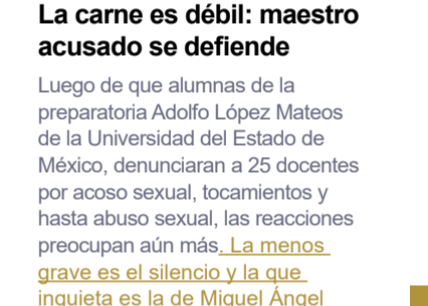 La carne es débil: maestro
acusado se defiende
Luego de que alumnas de la
preparatoria Adolfo López Mateos
de la Universidad del Estado de
México, denunciaran a 25 docentes
por acoso sexual, tocamientos y
hasta abuso sexual, las reacciones
preocupan aún más. La menos
grave es el silencio y la que
inquieta es la de Miguel Ángel